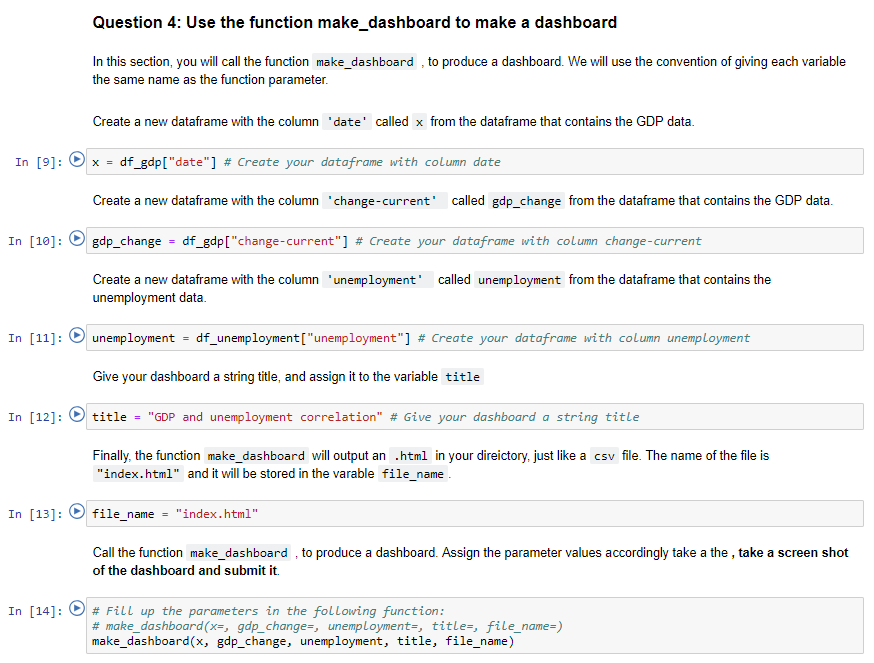 Question 4: Use the function make_dashboard to make a dashboard
In this section, you will call the function make_dashboard , to produce a dashboard. We will use the convention of giving each variable
the same name as the function parameter.
Create a new dataframe with the column 'date' called x from the dataframe that contains the GDP data.
In [9]: x = df_gdp["date"] # Create your dataframe with column date
Create a new dataframe with the column 'change-current' called gdp_change from the dataframe that contains the GDP data.
In [10]: gdp_change = df_gdp["change-current"] # Create your dataframe with column change-current
Create a new dataframe with the column 'unemployment' called unemployment from the dataframe that contains the
unemployment data.
In [11]: unemployment = df_unemployment["unemployment"] # Create your dataframe with column unemployment
Give your dashboard a string title, and assign it to the variable title
In [12]: title = "GDP and unemployment correlation" # Give your dashboard a string title
Finally, the function make_dashboard will output an .html in your direictory, just like a csv file. The name of the file is
"index.html" and it will be stored in the varable file_name .
In [13]: file_name = "index.html"
Call the function make_dashboard , to produce a dashboard. Assign the parameter values accordingly take a the , take a screen shot
of the dashboard and submit it.
In [14]: # Fill up the parameters in the following function:
# make_dashboard(x=, gdp_change=, unemployment=, title=, file_name=)
make_dashboard(x, gdp_change, unemployment, title, file_name)